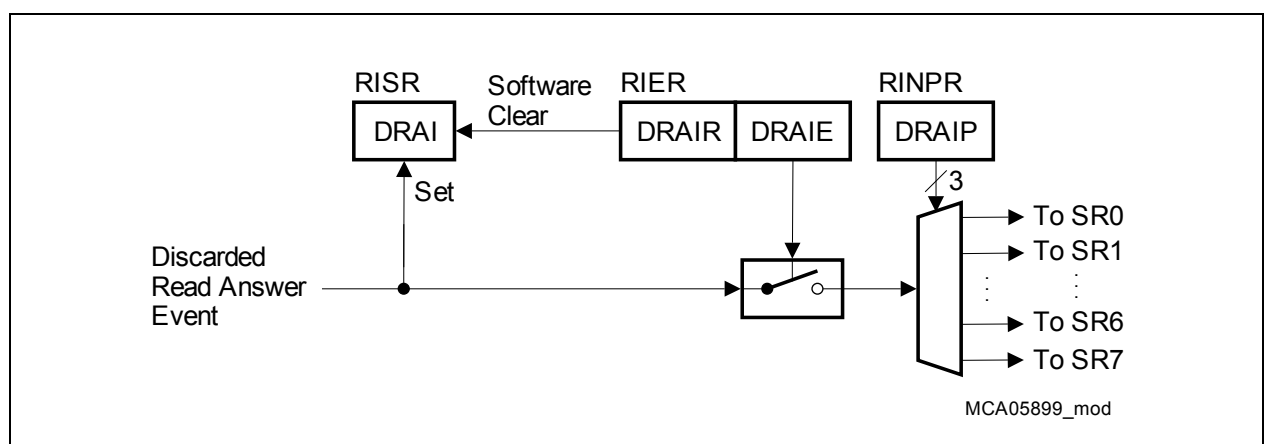 RISR
Software
Clear
RIER
RINPR
DRAI
DRAIR
DRAIE
DRAIP
Set
3
Discarded
Read Answer
Event
To SR0
To SR1
To SR6
To SR7
MCA05899_mod